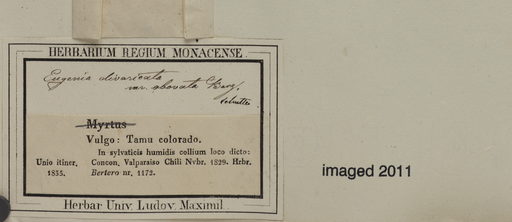 HERBARIUM REGIUM MONACENSE
Eugenia divaricata
var. obovata Berg.
Myrtus
Vulgo: Tamu colorado.
In sylvaticis humidis collium loco dicto:
Unio itiner. Concon, Valparaiso Chili Nvbr. 1829. Hrbr.
1835. Bertero nr. 1172.
imaged 2011
Herbar Univ. Ludov. Maximil.